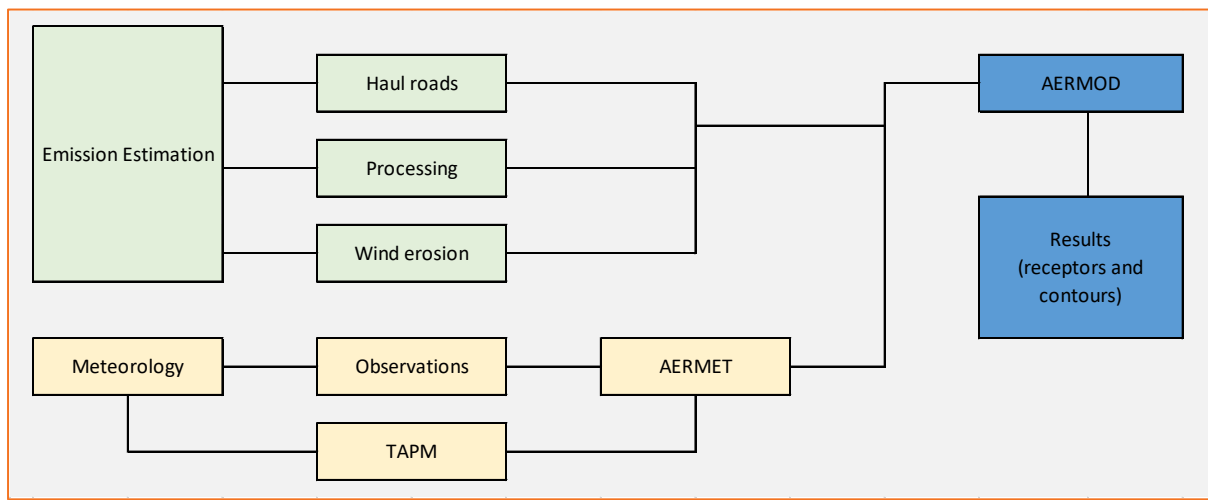 Emission Estimation
Haul roads
Processing
Wind erosion
AERMOD
Results
(receptors and
contours)
Meteorology
Observations
AERMET
TAPM